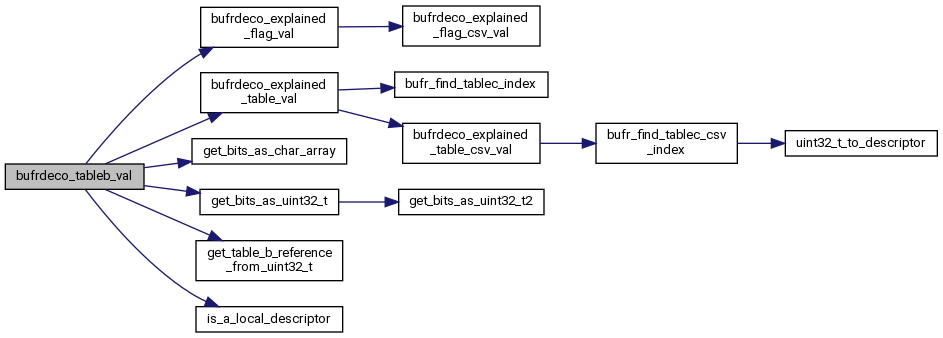 bufrdeco_tableb_val
bufrdeco_explained
_flag_val
bufrdeco_explained
_flag_csv_val
bufrdeco_explained
_table_val
bufr_find_tablec_index
bufrdeco_explained
_table_csv_val
bufr_find_tablec_csv
_index
uint32_t_to_descriptor
get_bits_as_char_array
get_bits_as_uint32_t
get_bits_as_uint32_t2
get_table_b_reference
_from_uint32_t
is_a_local_descriptor